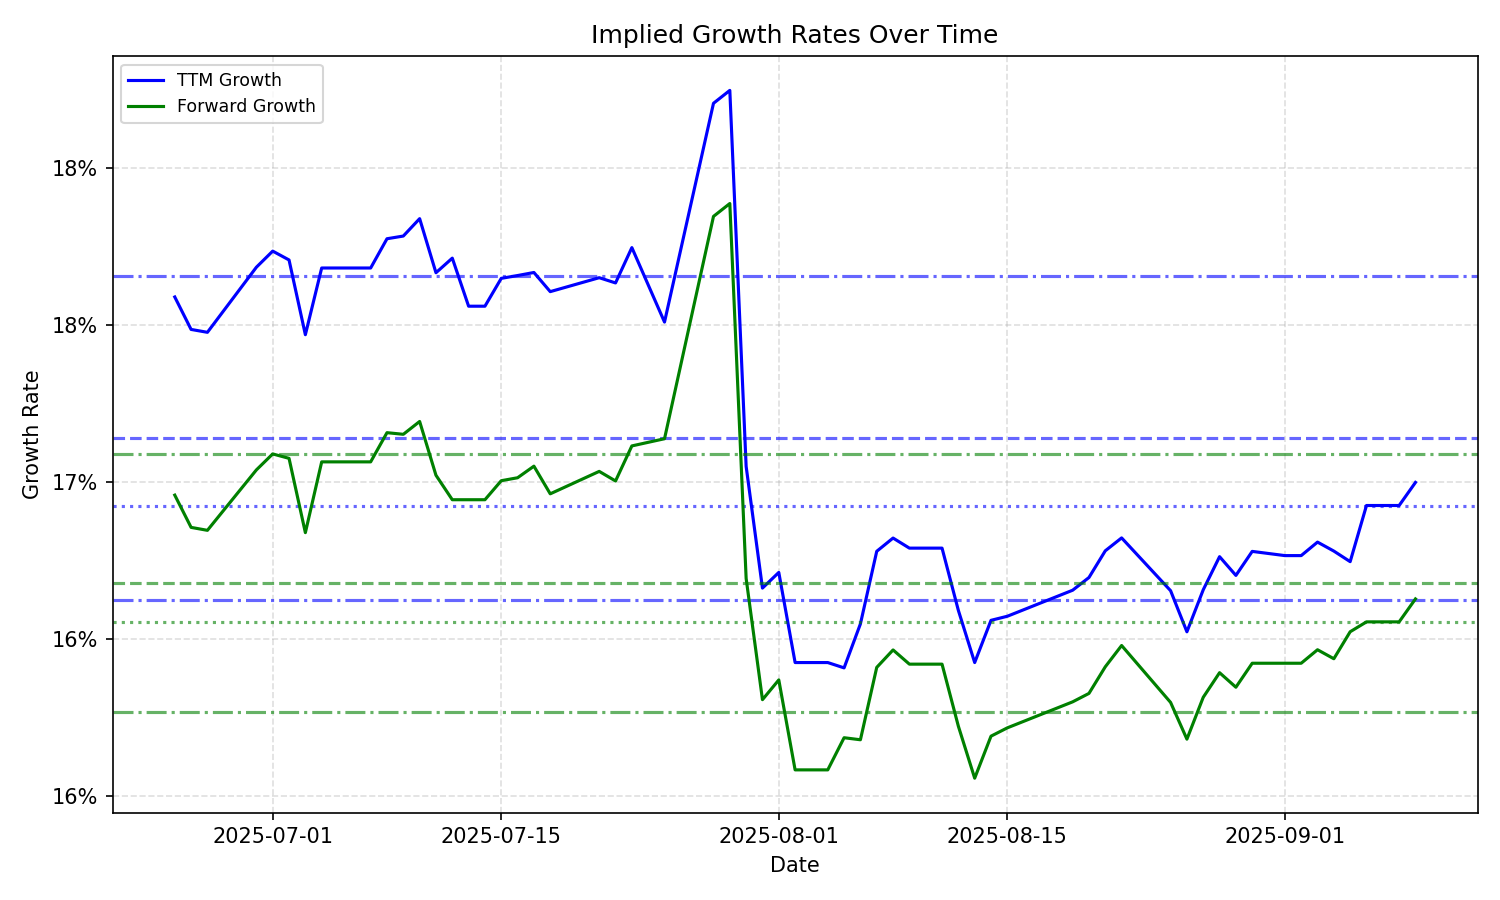 Implied Growth Rates Over Time
TTM Growth
Forward Growth
18%
18%
17%
16%
16%
Growth Rate
2025-07-01
2025-07-15
2025-08-01
2025-08-15
2025-09-01
Date